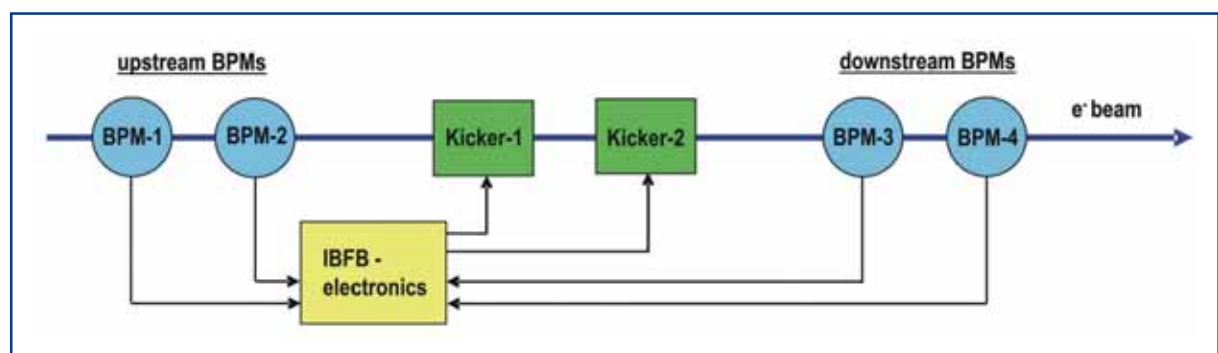 upstream BPMs
downstream BPMs
e⁻ beam
BPM-1
BPM-2
Kicker-1
Kicker-2
BPM-3
BPM-4
IBFB -
electronics